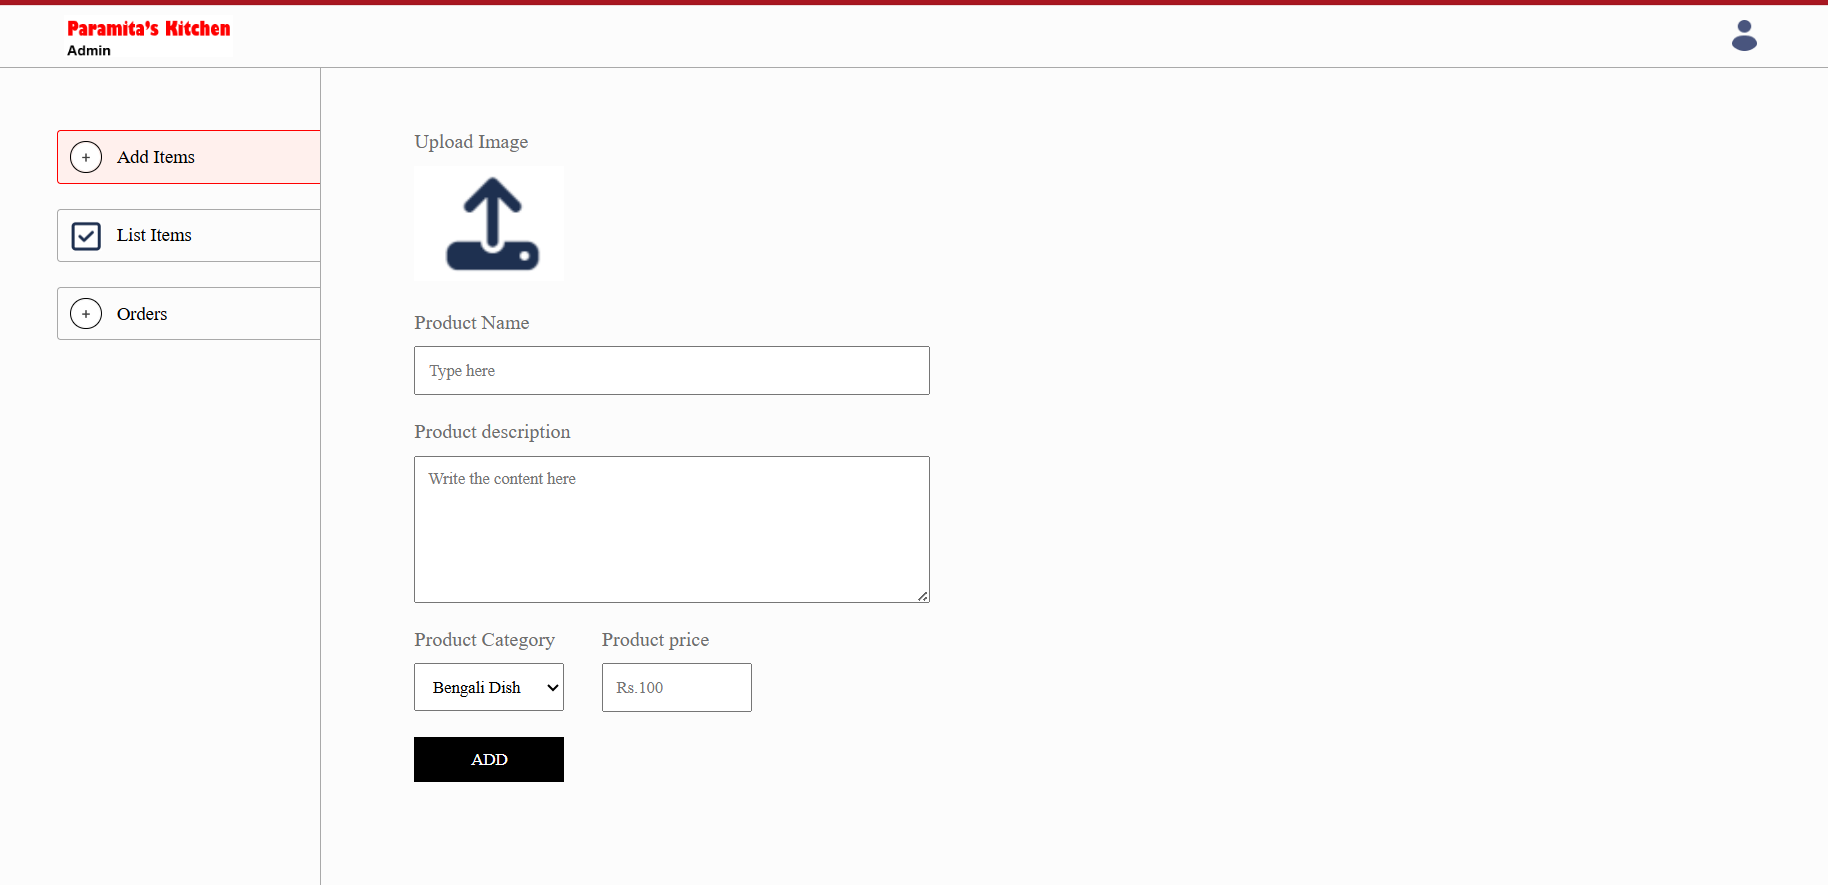 Paramita's Kitchen
Admin
Add Items
List Items
Orders
Upload Image
Product Name
Type here
Product description
Write the content here
Product Category
Product price
Bengali Dish
Rs.100
ADD